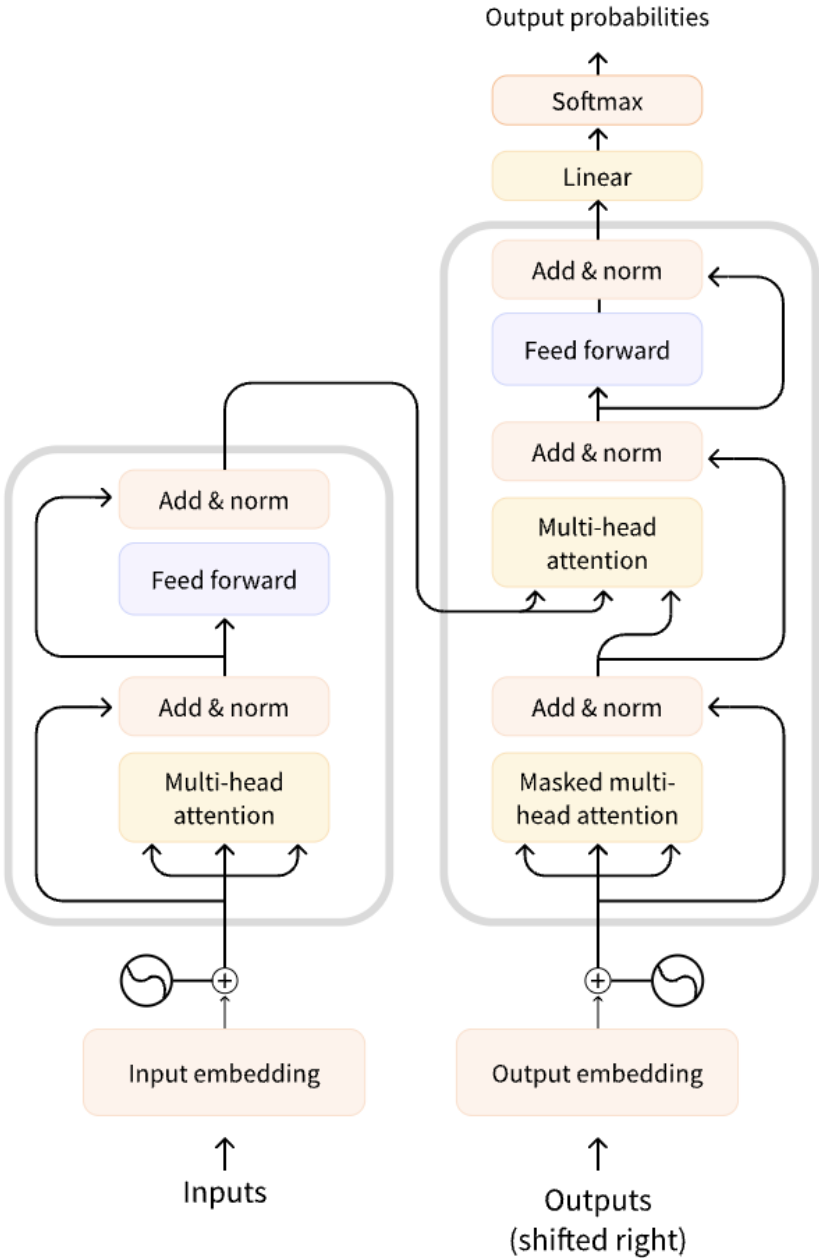 Output probabilities
Softmax
Linear
Add & norm
Feed forward
Add & norm
Multi-head
attention
Add & norm
Masked multi-
head attention
Output embedding
Outputs
(shifted right)
Add & norm
Feed forward
Add & norm
Multi-head
attention
Input embedding
Inputs